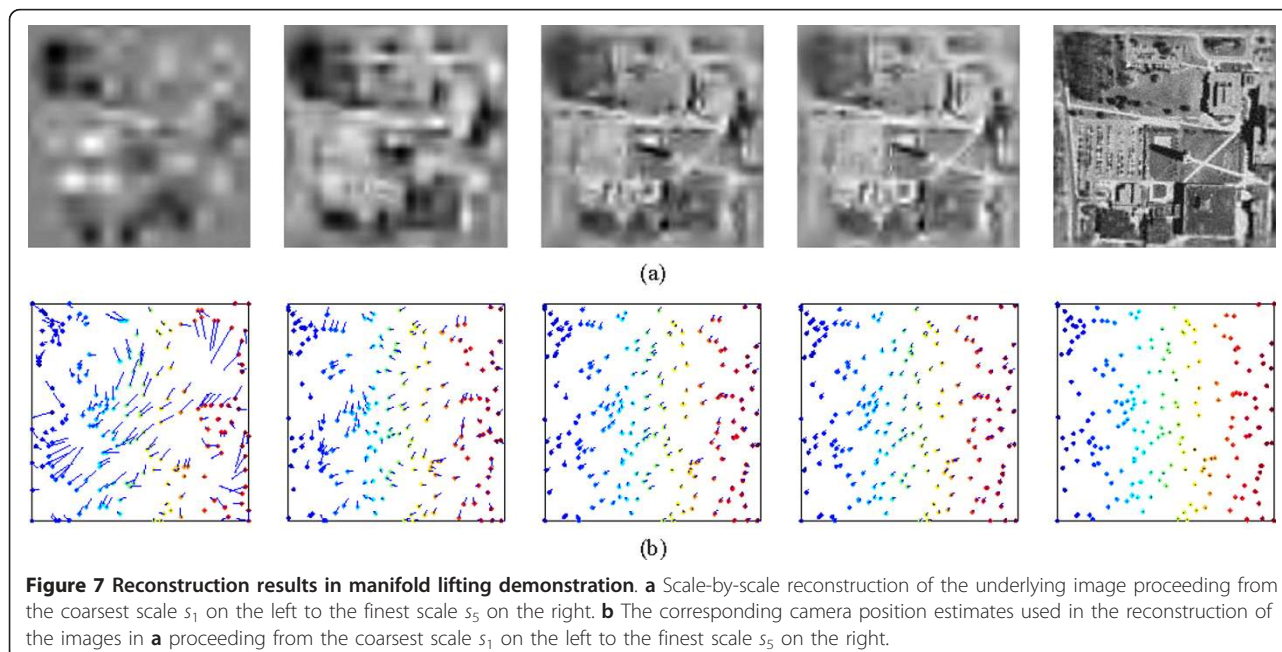 (a)
(b)
Figure 7 Reconstruction results in manifold lifting demonstration. a Scale-by-scale reconstruction of the underlying image proceeding from
the coarsest scale s₁ on the left to the finest scale s₅ on the right. b The corresponding camera position estimates used in the reconstruction of
the images in a proceeding from the coarsest scale s₁ on the left to the finest scale s₅ on the right.